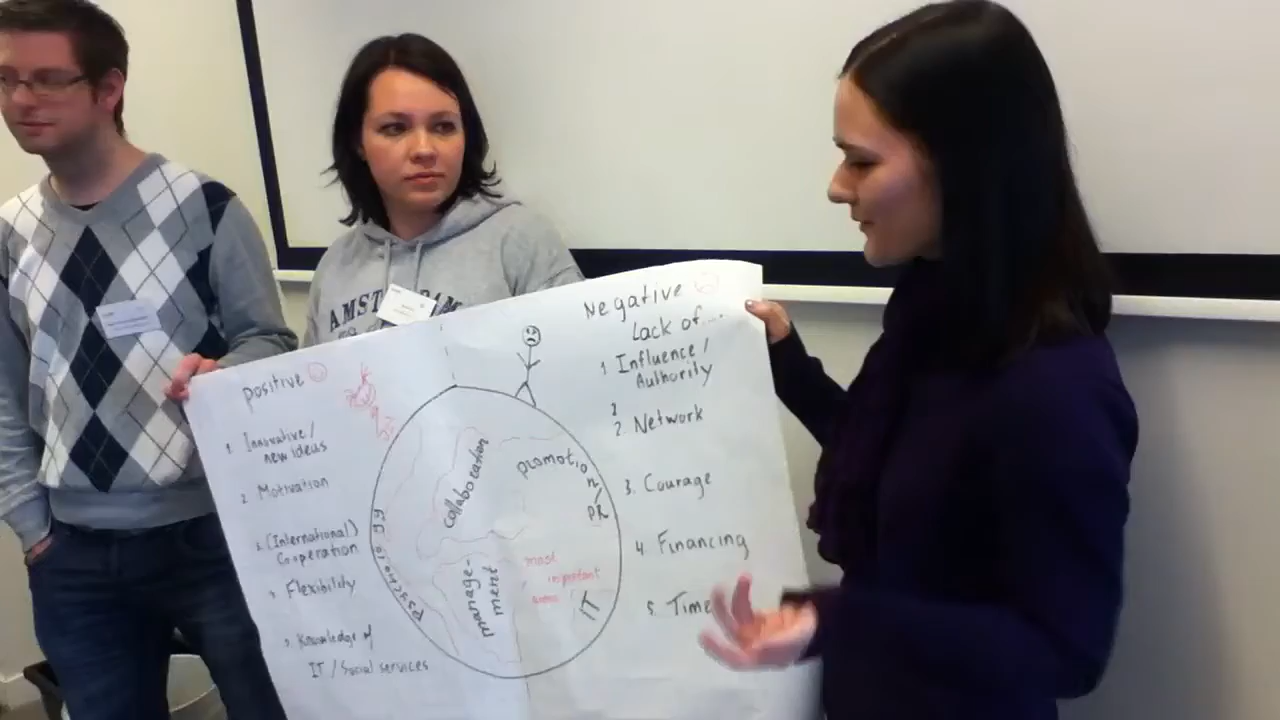 positive
1. Innovative/
new ideas
2. Motivation
3. (International)
Cooperation
4. Flexibility
5. Knowledge of
IT / Social services
psychology
collaboration
promotion/PR
manage-
ment
most
important
IT
Negative
Lack of...
1 Influence /
Authority
2
2. Network
3. Courage
4. Financing
5. Time
AMSTERDAM